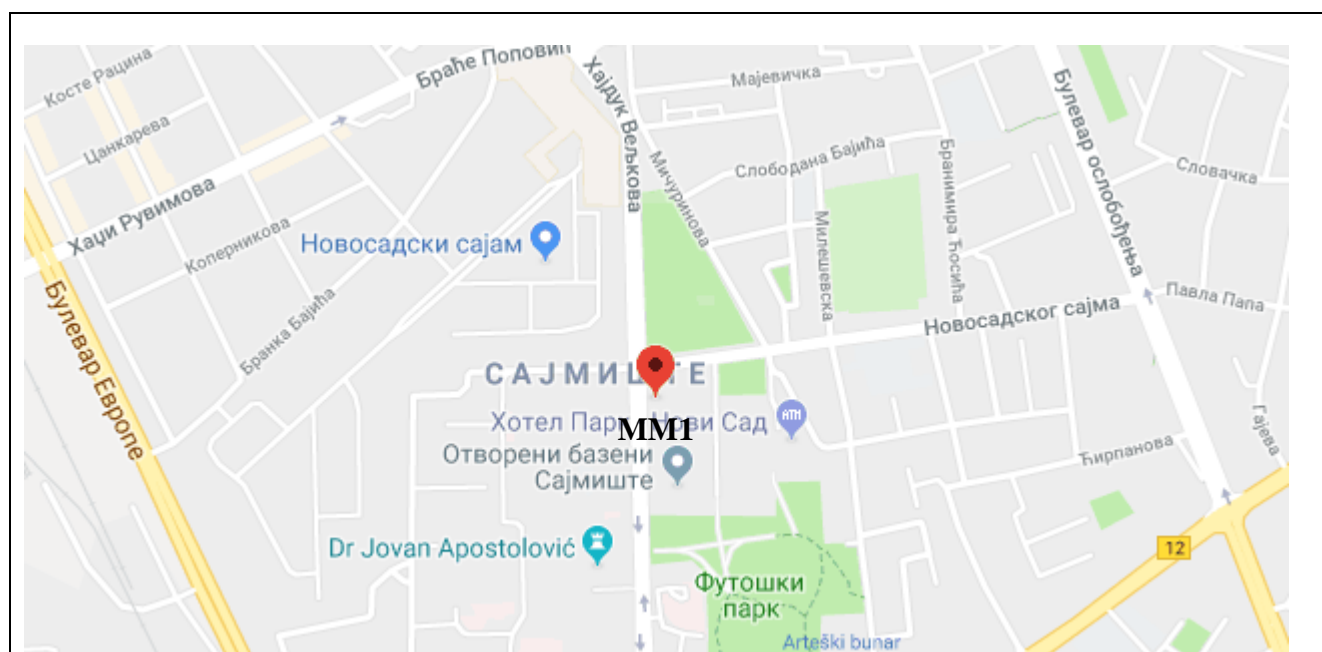 Косте Рацина
Браће Поповић
Хајдук Вељкова
Мајевичка
Булевар ослобођења
Цанкарева
Слободана Бајића
Словачка
Бранимира Ћосића
Мичуринова
Хаџи Рувимова
Новосадски сајам
Коперникова
Милешевска
Павла Папа
Новосадског сајма
Булевар Европе
Бранка Бајића
САЈМИШТЕ
Хотел Парк Нови Сад
ATM
MM1
Гајева
Отворени базени
Сајмиште
Ћирпанова
Dr Jovan Apostolović
12
Футошки
парк
Arteški bunar